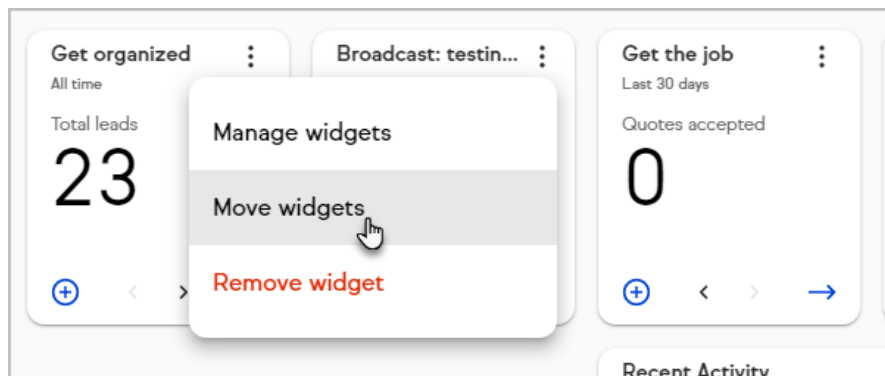 Get organized
All time
Total leads
23
Broadcast: testin...
Manage widgets
Move widgets
Remove widget
Get the job
Last 30 days
Quotes accepted
0
Recent Activity